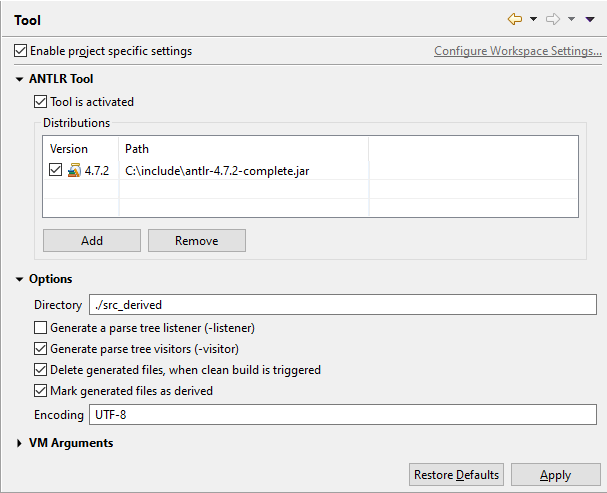 Tool
Enable project specific settings
Configure Workspace Settings...
ANTLR Tool
Tool is activated
Distributions
Version Path
4.7.2 C:\include\antlr-4.7.2-complete.jar
Add Remove
Options
Directory ./src_derived
Generate a parse tree listener (-listener)
Generate parse tree visitors (-visitor)
Delete generated files, when clean build is triggered
Mark generated files as derived
Encoding UTF-8
VM Arguments
Restore Defaults Apply